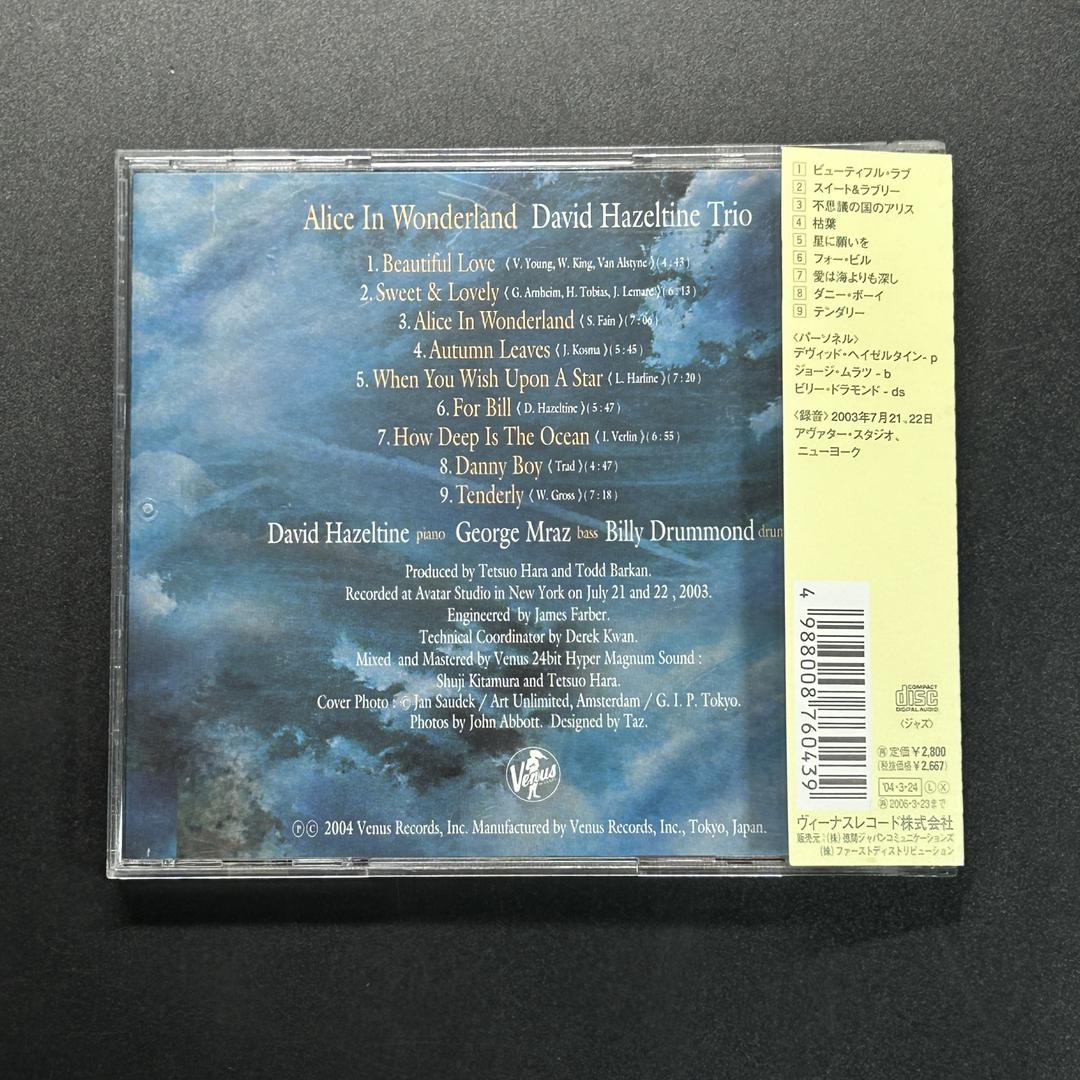 Alice In Wonderland David Hazeltine Trio
1. Beautiful Love 〈 V. Young, W. King, Van Alstyne 〉( 4 : 43 )
2. Sweet & Lovely 〈 G. Arnheim, H. Tobias, J. Lemare 〉( 6 : 13 )
3. Alice In Wonderland 〈 S. Fain 〉( 7 : 06 )
4. Autumn Leaves 〈 J. Kosma 〉( 5 : 45 )
5. When You Wish Upon A Star 〈 L. Harline 〉( 7 : 20 )
6. For Bill 〈 D. Hazeltine 〉( 5 : 47 )
7. How Deep Is The Ocean 〈 I. Verlin 〉( 6 : 55 )
8. Danny Boy 〈 Trad 〉( 4 : 47 )
9. Tenderly 〈 W. Gross 〉( 7 : 18 )
David Hazeltine piano George Mraz bass Billy Drummond drun
Produced by Tetsuo Hara and Todd Barkan.
Recorded at Avatar Studio in New York on July 21 and 22 , 2003.
Engineered by James Farber.
Technical Coordinator by Derek Kwan.
Mixed and Mastered by Venus 24bit Hyper Magnum Sound :
Shuji Kitamura and Tetsuo Hara.
Cover Photo : © Jan Saudek / Art Unlimited, Amsterdam / G. I. P. Tokyo.
Photos by John Abbott. Designed by Taz.
Venus
Ⓟ Ⓒ 2004 Venus Records, Inc. Manufactured by Venus Records, Inc., Tokyo, Japan.
1 ビューティフル・ラブ
2 スイート&ラブリー
3 不思議の国のアリス
4 枯葉
5 星に願いを
6 フォー・ビル
7 愛は海よりも深し
8 ダニー・ボーイ
9 テンダリー
〈パーソネル〉
デヴィッド・ヘイゼルタイン- p
ジョージ・ムラツ - b
ビリー・ドラモンド - ds
〈録音〉2003年7月21、22日
アヴァター・スタジオ、
ニューヨーク
4 988008 760439
COMPACT
disc
DIGITAL AUDIO
〈ジャズ〉
定価¥2,800
(税抜価格¥2,667)
'04・3・24 Ⓛ Ⓧ
2006・3・23まで
ヴィーナスレコード株式会社
販売元:(株)徳間ジャパンコミュニケーションズ
(株)ファーストディストリビューション